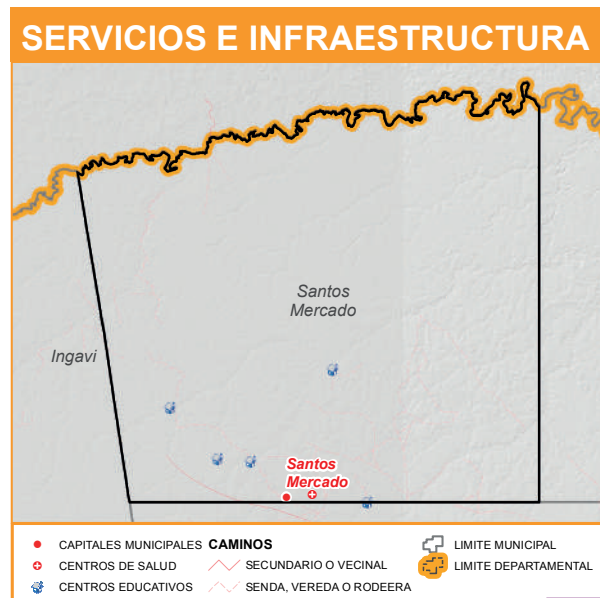 SERVICIOS E INFRAESTRUCTURA
Santos
Mercado
Ingavi
Santos
Mercado
CAPITALES MUNICIPALES
CENTROS DE SALUD
CENTROS EDUCATIVOS
CAMINOS
SECUNDARIO O VECINAL
SENDA, VEREDA O RODEERA
LIMITE MUNICIPAL
LIMITE DEPARTAMENTAL